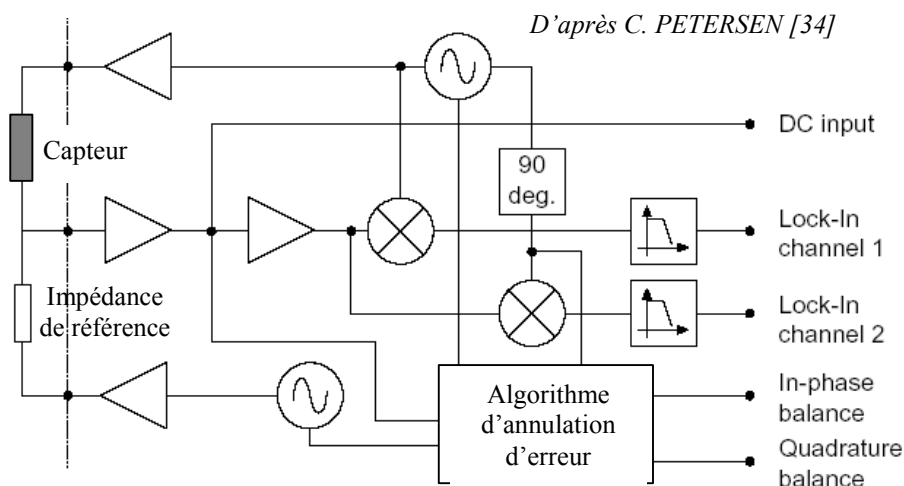 D'après C. PETERSEN [34]
DC input
Capteur
90
deg.
Lock-In
channel 1
Impédance
de référence
Lock-In
channel 2
Algorithme
d'annulation
d'erreur
In-phase
balance
Quadrature
balance